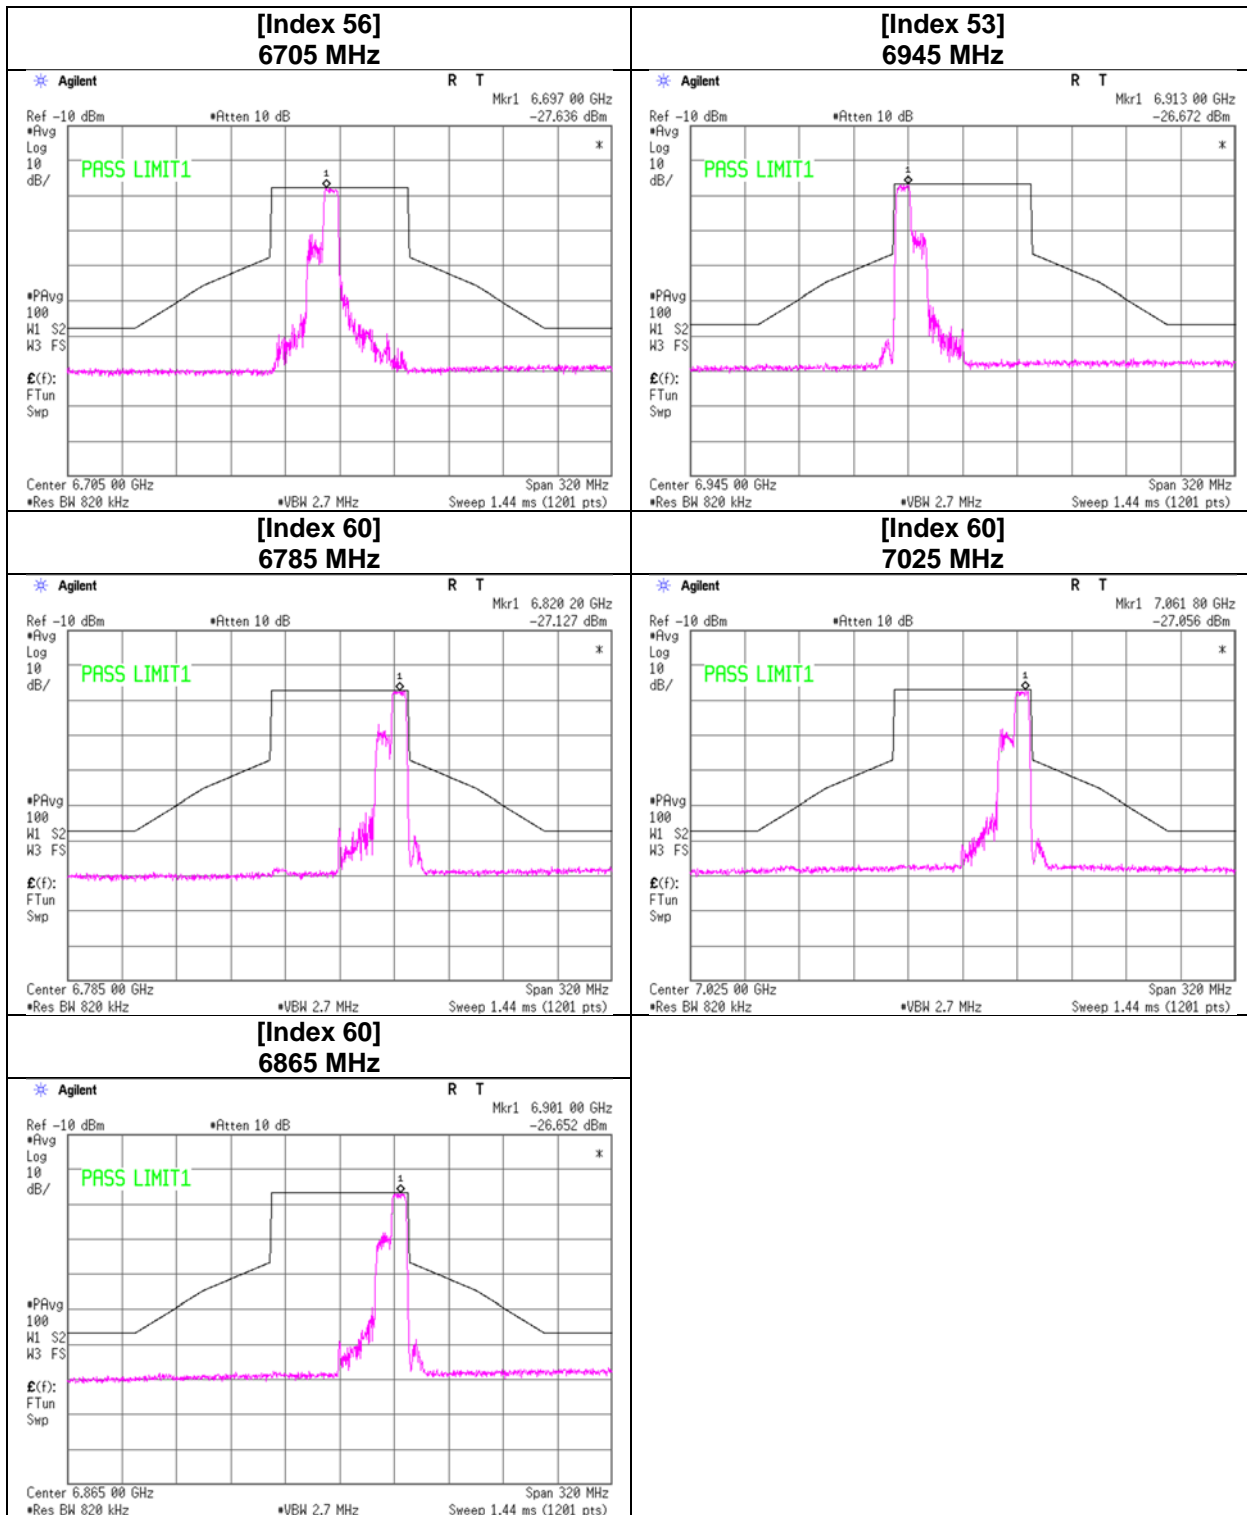 [Index 56]
6705 MHz
[Index 53]
6945 MHz
Agilent R T
Mkr1 6.697 00 GHz
Ref -10 dBm *Atten 10 dB -27.636 dBm
*Avg
Log
10
dB/
PASS LIMIT1
*
1
*PAvg
100
W1 S2
W3 FS
£(f):
FTun
Swp
Center 6.705 00 GHz Span 320 MHz
*Res BW 820 kHz *VBW 2.7 MHz Sweep 1.44 ms (1201 pts)
Agilent R T
Mkr1 6.913 00 GHz
Ref -10 dBm *Atten 10 dB -26.672 dBm
*Avg
Log
10
dB/
PASS LIMIT1
*
1
*PAvg
100
W1 S2
W3 FS
£(f):
FTun
Swp
Center 6.945 00 GHz Span 320 MHz
*Res BW 820 kHz *VBW 2.7 MHz Sweep 1.44 ms (1201 pts)
[Index 60]
6785 MHz
[Index 60]
7025 MHz
Agilent R T
Mkr1 6.820 20 GHz
Ref -10 dBm *Atten 10 dB -27.127 dBm
*Avg
Log
10
dB/
PASS LIMIT1
*
1
*PAvg
100
W1 S2
W3 FS
£(f):
FTun
Swp
Center 6.785 00 GHz Span 320 MHz
*Res BW 820 kHz *VBW 2.7 MHz Sweep 1.44 ms (1201 pts)
Agilent R T
Mkr1 7.061 80 GHz
Ref -10 dBm *Atten 10 dB -27.056 dBm
*Avg
Log
10
dB/
PASS LIMIT1
*
1
*PAvg
100
W1 S2
W3 FS
£(f):
FTun
Swp
Center 7.025 00 GHz Span 320 MHz
*Res BW 820 kHz *VBW 2.7 MHz Sweep 1.44 ms (1201 pts)
[Index 60]
6865 MHz
Agilent R T
Mkr1 6.901 00 GHz
Ref -10 dBm *Atten 10 dB -26.652 dBm
*Avg
Log
10
dB/
PASS LIMIT1
*
1
*PAvg
100
W1 S2
W3 FS
£(f):
FTun
Swp
Center 6.865 00 GHz Span 320 MHz
*Res BW 820 kHz *VBW 2.7 MHz Sweep 1.44 ms (1201 pts)